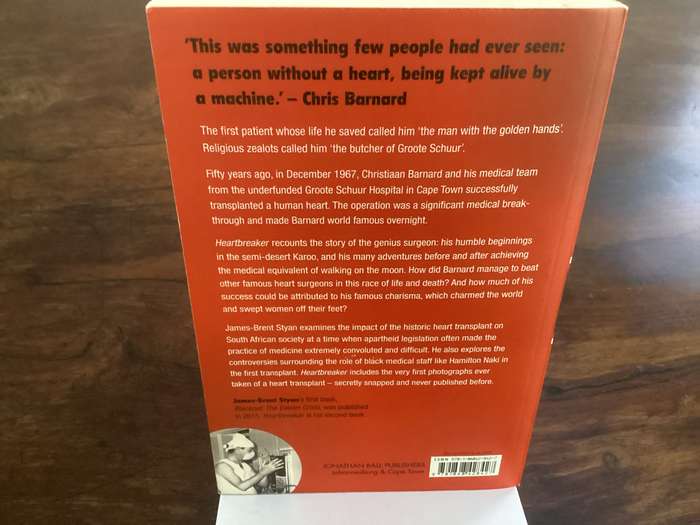 'This was something few people had ever seen:
a person without a heart, being kept alive by
a machine.' – Chris Barnard
The first patient whose life he saved called him 'the man with the golden hands'.
Religious zealots called him 'the butcher of Groote Schuur'.
Fifty years ago, in December 1967, Christiaan Barnard and his medical team
from the underfunded Groote Schuur Hospital in Cape Town successfully
transplanted a human heart. The operation was a significant medical break-
through and made Barnard world famous overnight.
Heartbreaker recounts the story of the genius surgeon: his humble beginnings
in the semi-desert Karoo, and his many adventures before and after achieving
the medical equivalent of walking on the moon. How did Barnard manage to beat
other famous heart surgeons in this race of life and death? And how much of his
success could be attributed to his famous charisma, which charmed the world
and swept women off their feet?
James-Brent Styan examines the impact of the historic heart transplant on
South African society at a time when apartheid legislation often made the
practice of medicine extremely convoluted and difficult. He also explores the
controversies surrounding the role of black medical staff like Hamilton Naki in
the first transplant. Heartbreaker includes the very first photographs ever
taken of a heart transplant – secretly snapped and never published before.
James-Brent Styan's first book,
Blackout: The Eskom Crisis, was published
in 2015. Heartbreaker is his second book.
JONATHAN BALL PUBLISHERS
Johannesburg & Cape Town